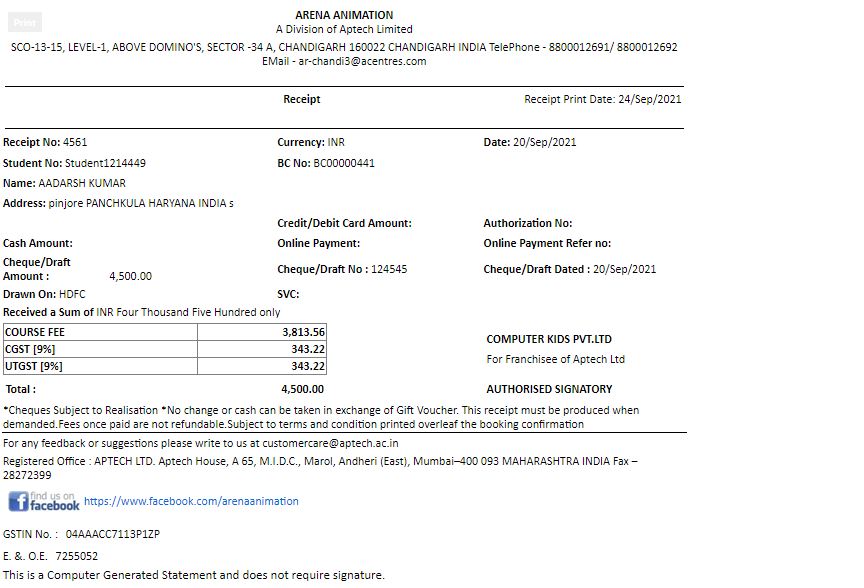 Print
ARENA ANIMATION
A Division of Aptech Limited
SCO-13-15, LEVEL-1, ABOVE DOMINO'S, SECTOR -34 A, CHANDIGARH 160022 CHANDIGARH INDIA TelePhone - 8800012691/ 8800012692
EMail - ar-chandi3@acentres.com
Receipt Receipt Print Date: 24/Sep/2021
Receipt No: 4561 Currency: INR Date: 20/Sep/2021
Student No: Student1214449 BC No: BC00000441
Name: AADARSH KUMAR
Address: pinjore PANCHKULA HARYANA INDIA s
Credit/Debit Card Amount: Authorization No:
Cash Amount: Online Payment: Online Payment Refer no:
Cheque/Draft
Amount : 4,500.00 Cheque/Draft No : 124545 Cheque/Draft Dated : 20/Sep/2021
Drawn On: HDFC SVC:
Received a Sum of INR Four Thousand Five Hundred only
COURSE FEE 3,813.56
CGST [9%] 343.22
UTGST [9%] 343.22
COMPUTER KIDS PVT.LTD
For Franchisee of Aptech Ltd
Total : 4,500.00 AUTHORISED SIGNATORY
*Cheques Subject to Realisation *No change or cash can be taken in exchange of Gift Voucher. This receipt must be produced when
demanded.Fees once paid are not refundable.Subject to terms and condition printed overleaf the booking confirmation
For any feedback or suggestions please write to us at customercare@aptech.ac.in
Registered Office : APTECH LTD. Aptech House, A 65, M.I.D.C., Marol, Andheri (East), Mumbai–400 093 MAHARASHTRA INDIA Fax –
28272399
find us on
facebook https://www.facebook.com/arenaanimation
GSTIN No. : 04AAACC7113P1ZP
E. &. O.E. 7255052
This is a Computer Generated Statement and does not require signature.